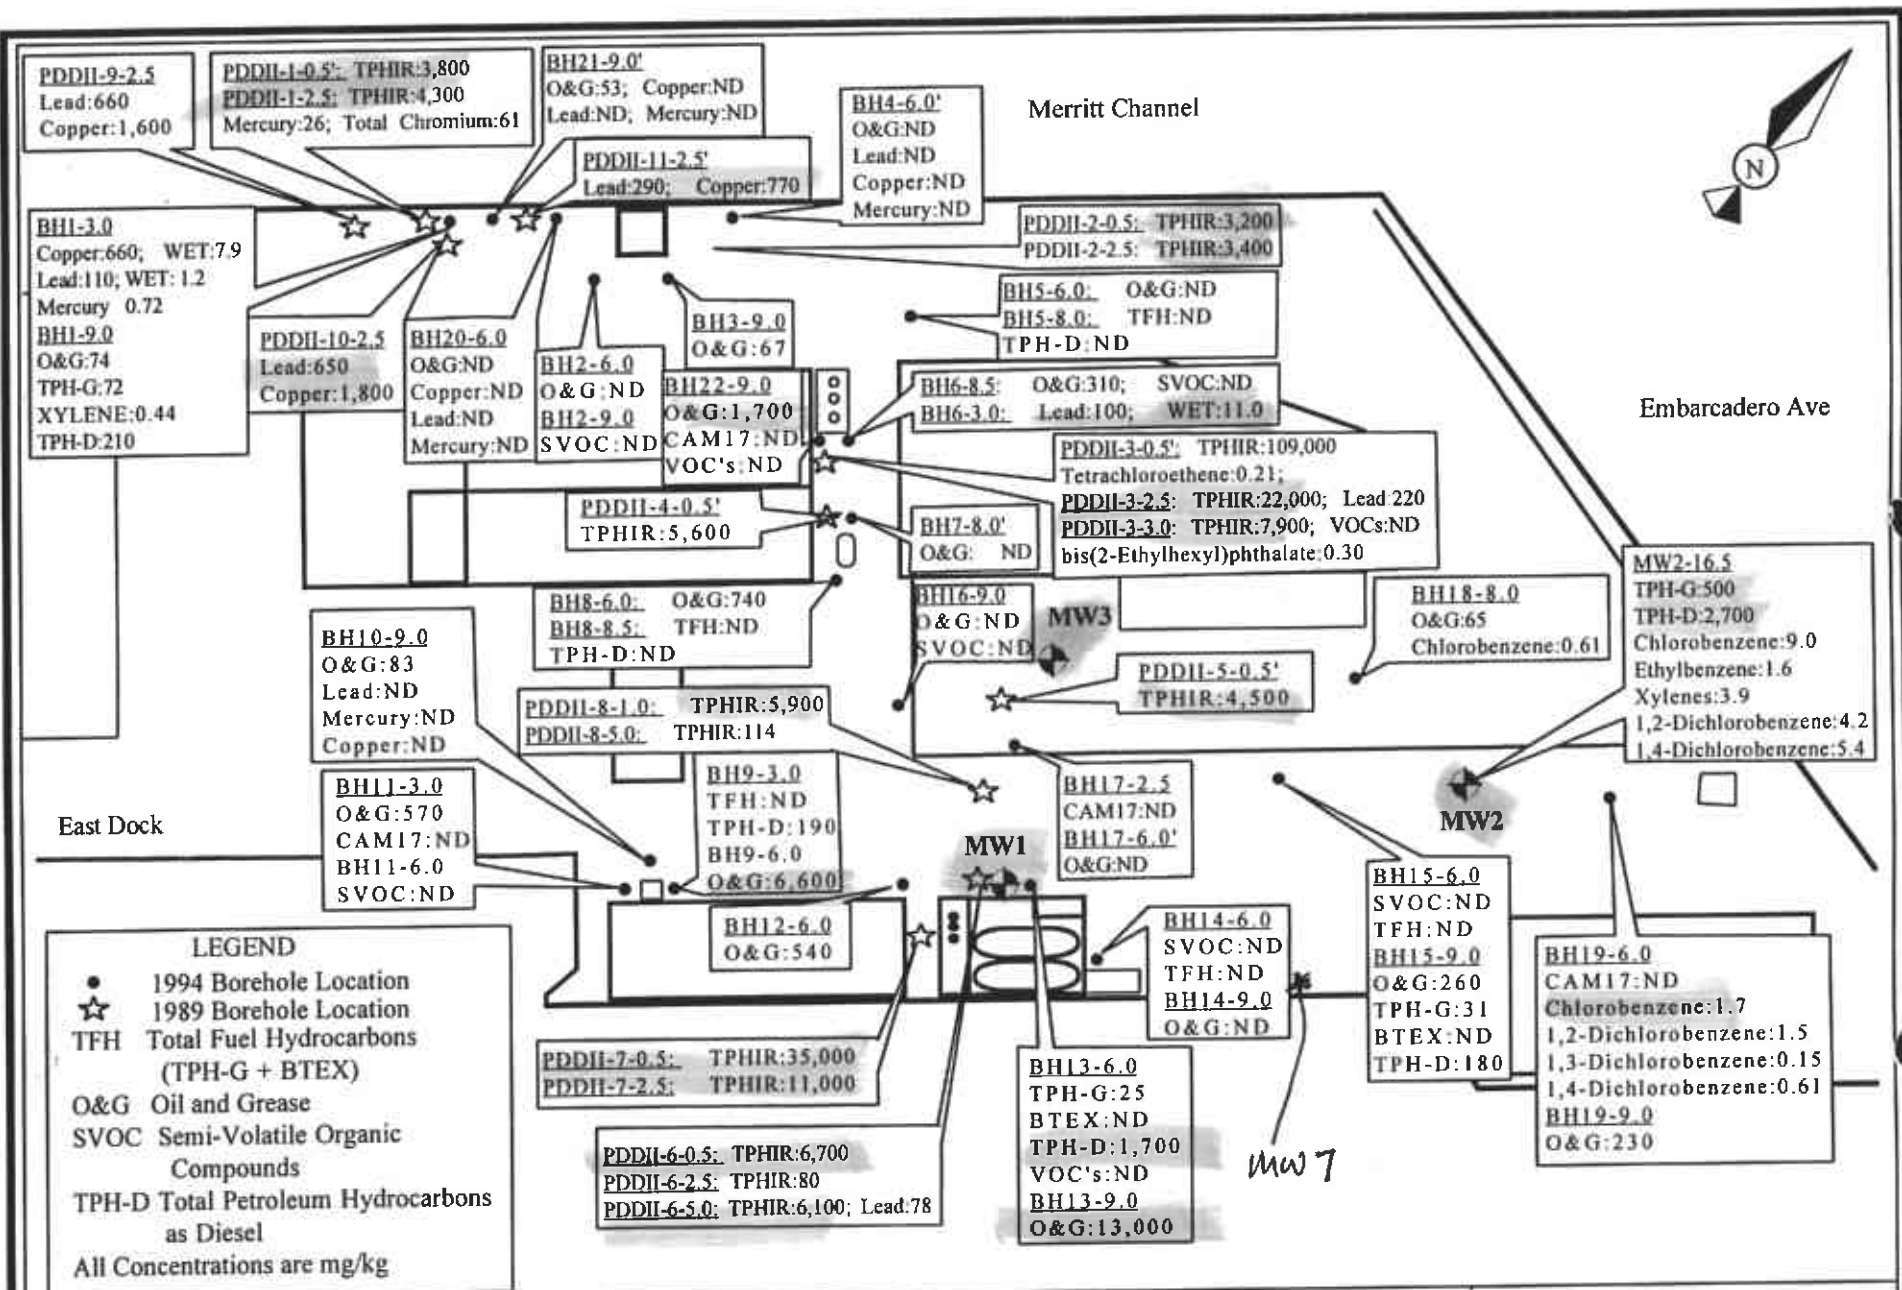 PDDII-9-2.5
Lead:660
Copper:1,600
PDDII-1-0.5': TPHIR:3,800
PDDII-1-2.5: TPHIR:4,300
Mercury:26; Total Chromium:61
BH21-9.0'
O&G:53; Copper:ND
Lead:ND; Mercury:ND
PDDII-11-2.5'
Lead:290; Copper:770
BH4-6.0'
O&G:ND
Lead:ND
Copper:ND
Mercury:ND
Merritt Channel
N
BH1-3.0
Copper:660; WET:7.9
Lead:110; WET: 1.2
Mercury 0.72
BH1-9.0
O&G:74
TPH-G:72
XYLENE:0.44
TPH-D:210
PDDII-10-2.5
Lead:650
Copper:1,800
BH20-6.0
O&G:ND
Copper:ND
Lead:ND
Mercury:ND
BH2-6.0
O&G:ND
BH2-9.0
SVOC:ND
BH3-9.0
O&G:67
BH22-9.0
O&G:1,700
CAM17:ND
VOC's:ND
PDDII-2-0.5: TPHIR:3,200
PDDII-2-2.5: TPHIR:3,400
BH5-6.0: O&G:ND
BH5-8.0: TFH:ND
TPH-D:ND
BH6-8.5: O&G:310; SVOC:ND
BH6-3.0: Lead:100; WET:11.0
Embarcadero Ave
PDDII-3-0.5': TPHIR:109,000
Tetrachloroethene:0.21;
PDDII-3-2.5: TPHIR:22,000; Lead 220
PDDII-3-3.0: TPHIR:7,900; VOCs:ND
bis(2-Ethylhexyl)phthalate:0.30
PDDII-4-0.5'
TPHIR:5,600
BH7-8.0'
O&G: ND
BH8-6.0: O&G:740
BH8-8.5: TFH:ND
TPH-D:ND
BH16-9.0
O&G:ND
SVOC:ND
MW3
BH18-8.0
O&G:65
Chlorobenzene:0.61
MW2-16.5
TPH-G:500
TPH-D:2,700
Chlorobenzene:9.0
Ethylbenzene:1.6
Xylenes:3.9
1,2-Dichlorobenzene:4.2
1,4-Dichlorobenzene:5.4
BH10-9.0
O&G:83
Lead:ND
Mercury:ND
Copper:ND
PDDII-8-1.0: TPHIR:5,900
PDDII-8-5.0: TPHIR:114
PDDII-5-0.5'
TPHIR:4,500
East Dock
BH11-3.0
O&G:570
CAM17:ND
BH11-6.0
SVOC:ND
BH9-3.0
TFH:ND
TPH-D:190
BH9-6.0
O&G:6,600
BH17-2.5
CAM17:ND
BH17-6.0'
O&G:ND
MW1
MW2
BH12-6.0
O&G:540
BH14-6.0
SVOC:ND
TFH:ND
BH14-9.0
O&G:ND
BH15-6.0
SVOC:ND
TFH:ND
BH15-9.0
O&G:260
TPH-G:31
BTEX:ND
TPH-D:180
BH19-6.0
CAM17:ND
Chlorobenzene:1.7
1,2-Dichlorobenzene:1.5
1,3-Dichlorobenzene:0.15
1,4-Dichlorobenzene:0.61
BH19-9.0
O&G:230
PDDII-7-0.5: TPHIR:35,000
PDDII-7-2.5: TPHIR:11,000
PDDII-6-0.5: TPHIR:6,700
PDDII-6-2.5: TPHIR:80
PDDII-6-5.0: TPHIR:6,100; Lead:78
BH13-6.0
TPH-G:25
BTEX:ND
TPH-D:1,700
VOC's:ND
BH13-9.0
O&G:13,000
MW7
LEGEND
1994 Borehole Location
1989 Borehole Location
TFH Total Fuel Hydrocarbons
(TPH-G + BTEX)
O&G Oil and Grease
SVOC Semi-Volatile Organic
Compounds
TPH-D Total Petroleum Hydrocarbons
as Diesel
All Concentrations are mg/kg